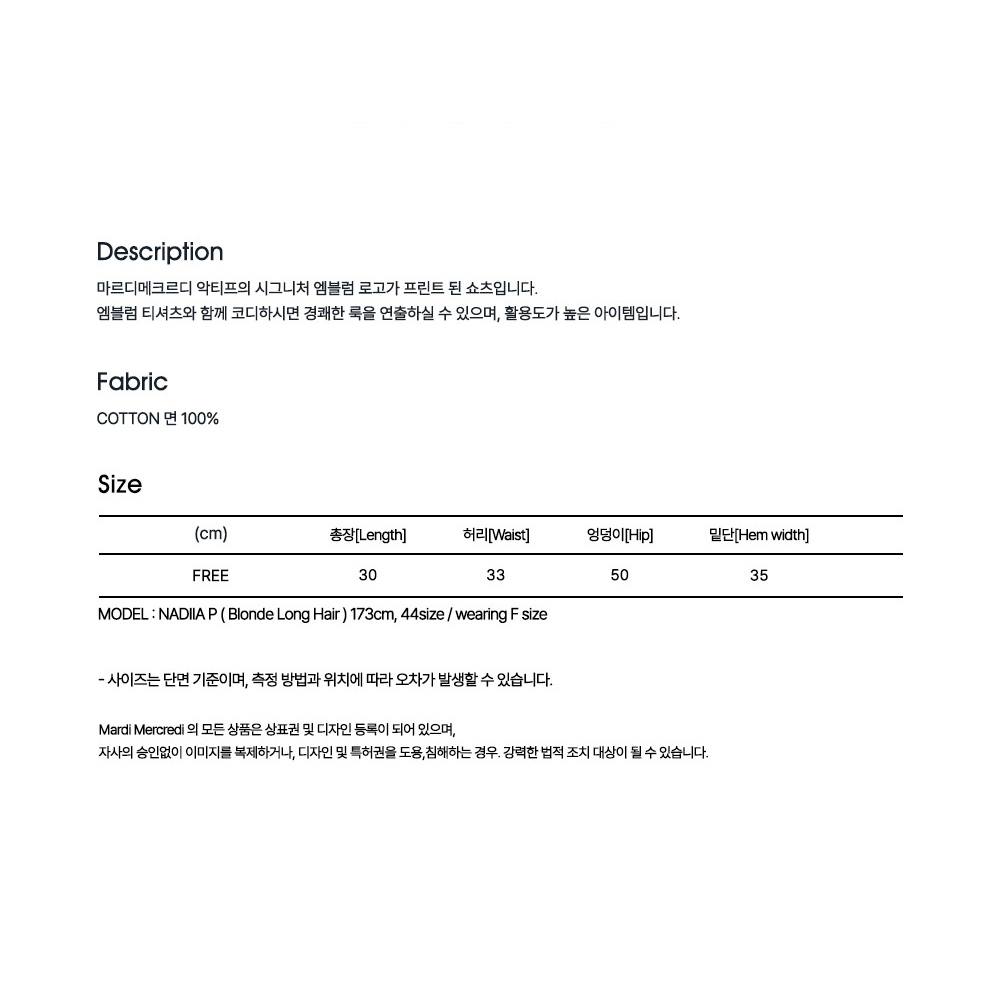 Description
마르디메크르디 악티프의 시그니처 엠블럼 로고가 프린트 된 쇼츠입니다.
엠블럼 티셔츠와 함께 코디하시면 경쾌한 룩을 연출하실 수 있으며, 활용도가 높은 아이템입니다.
Fabric
COTTON 면 100%
Size
(cm) 총장[Length] 허리[Waist] 엉덩이[Hip] 밑단[Hem width]
FREE 30 33 50 35
MODEL : NADIIA P ( Blonde Long Hair ) 173cm, 44size / wearing F size
- 사이즈는 단면 기준이며, 측정 방법과 위치에 따라 오차가 발생할 수 있습니다.
Mardi Mercredi 의 모든 상품은 상표권 및 디자인 등록이 되어 있으며,
자사의 승인없이 이미지를 복제하거나, 디자인 및 특허권을 도용,침해하는 경우. 강력한 법적 조치 대상이 될 수 있습니다.